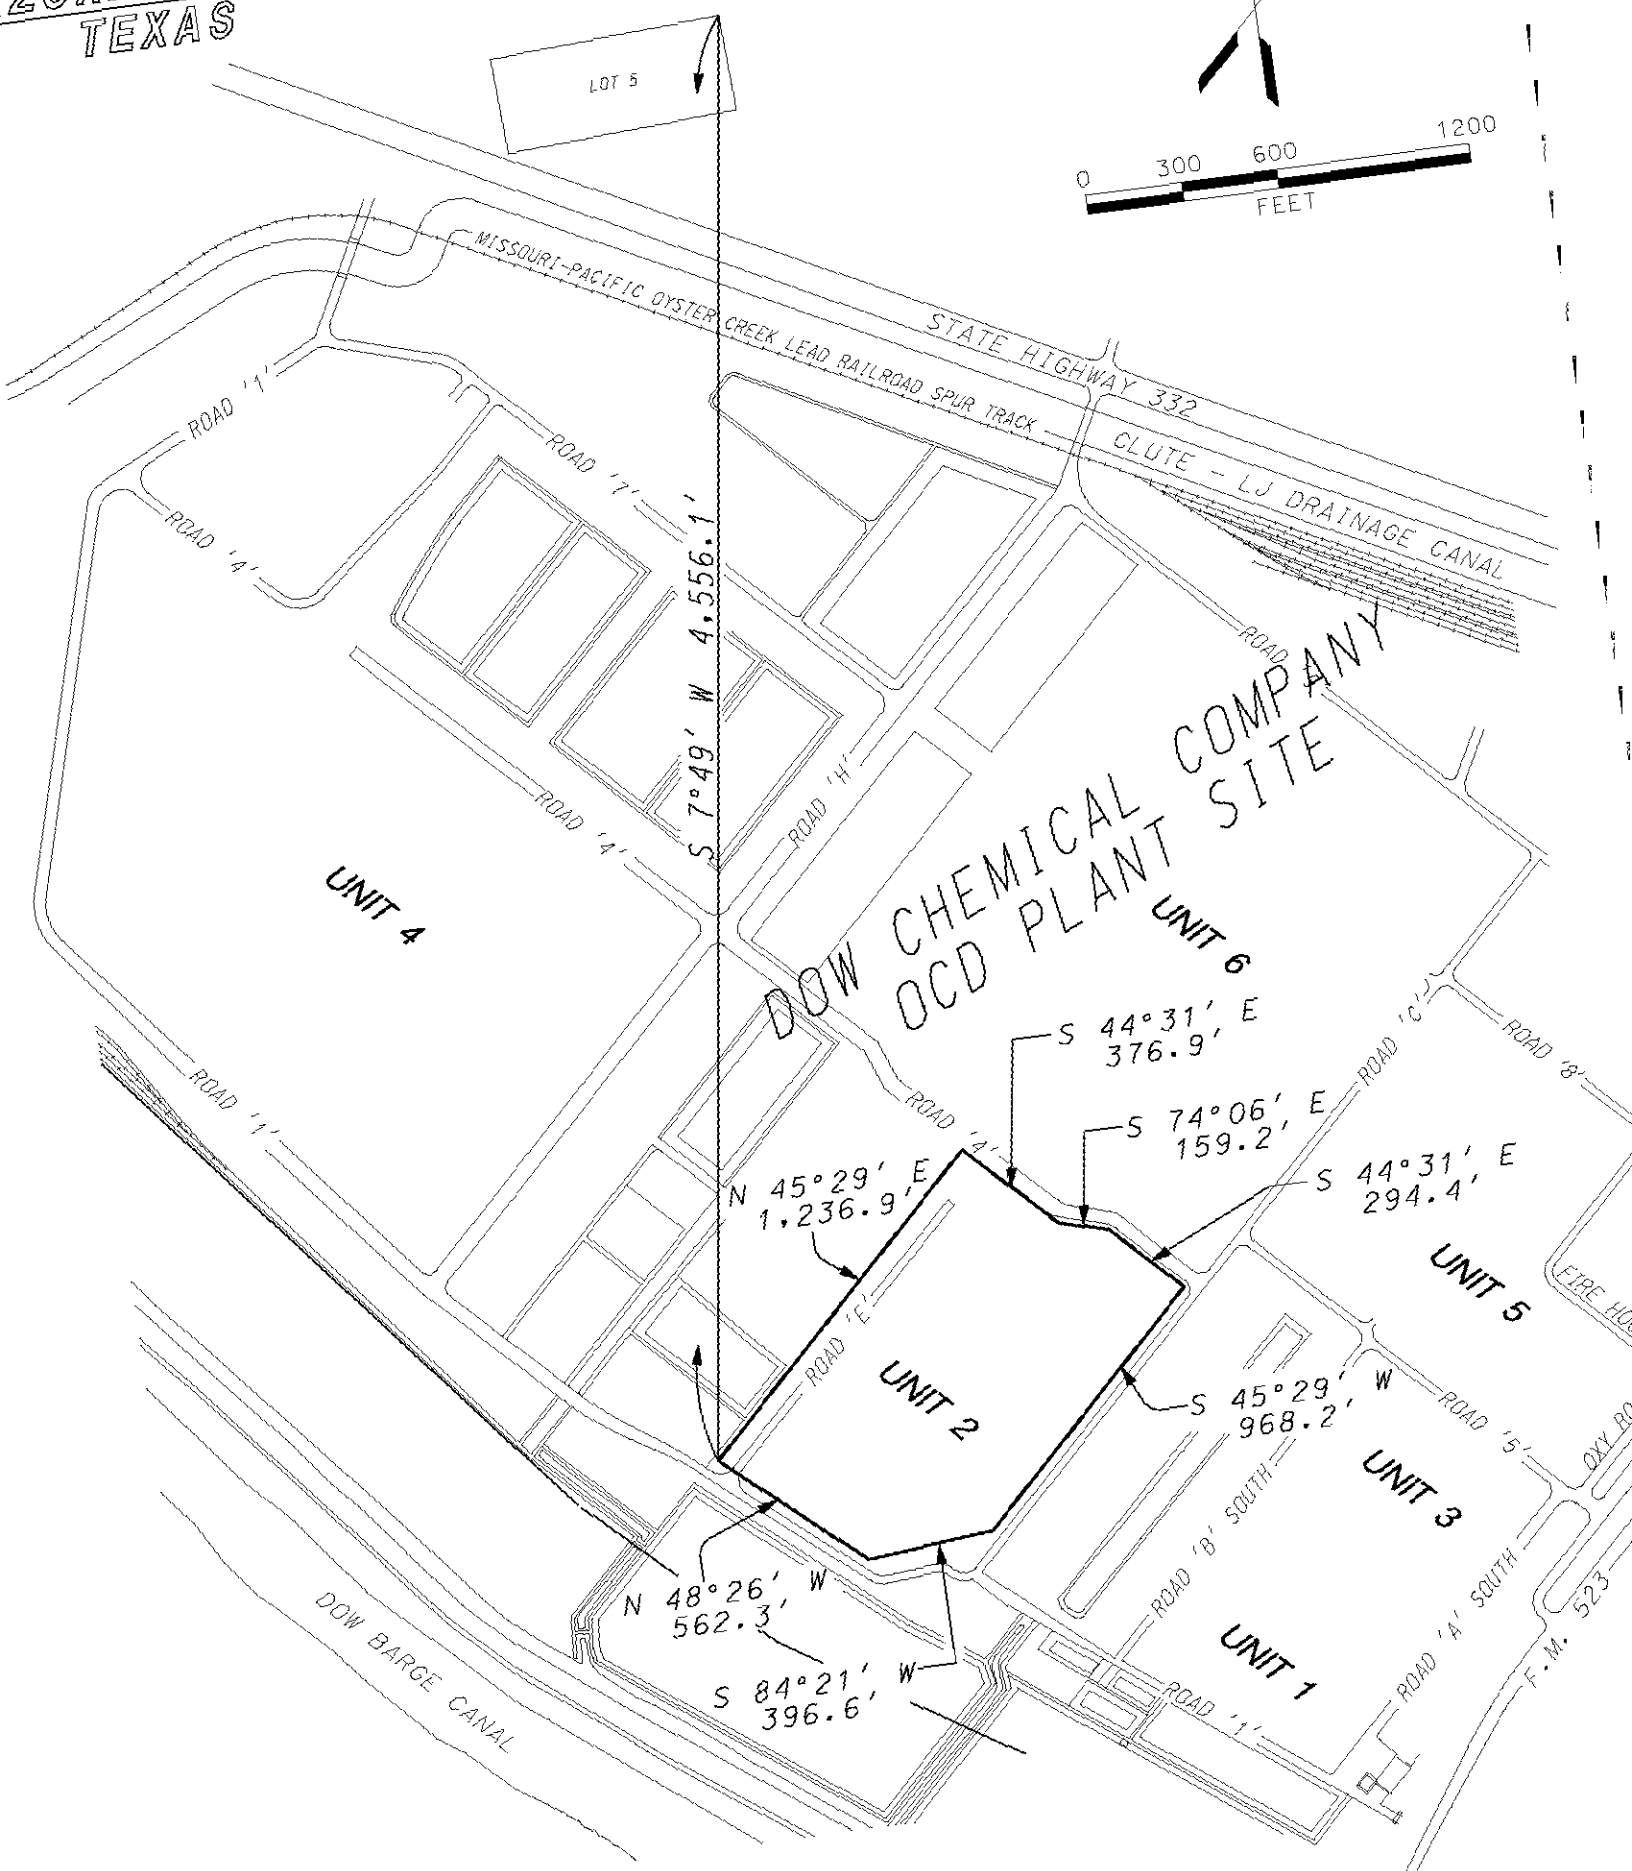 TEXAS
LOT 5
0 300 600 1200
FEET
MISSOURI-PACIFIC OYSTER CREEK LEAD RAILROAD SPUR TRACK
STATE HIGHWAY 332
CLUTE - LJ DRAINAGE CANAL
ROAD '1'
ROAD '7'
ROAD '4'
S 7°49' W 4,556.1'
ROAD
DOW CHEMICAL COMPANY
OCD PLANT SITE
ROAD 'H'
ROAD '4'
UNIT 4
UNIT 6
S 44°31' E
376.9'
ROAD 'C'
ROAD '8'
ROAD '1'
ROAD '4'
S 74°06' E
159.2'
N 45°29' E
1,236.9'
S 44°31' E
294.4'
UNIT 5
FIRE
ROAD 'E'
UNIT 2
S 45°29' W
968.2'
ROAD '5'
OXY
UNIT 3
ROAD 'B' SOUTH
N 48°26' W
562.3'
ROAD 'A' SOUTH
F.M. 523
DOW BARGE CANAL
UNIT 1
S 84°21' W
396.6'
ROAD '1'